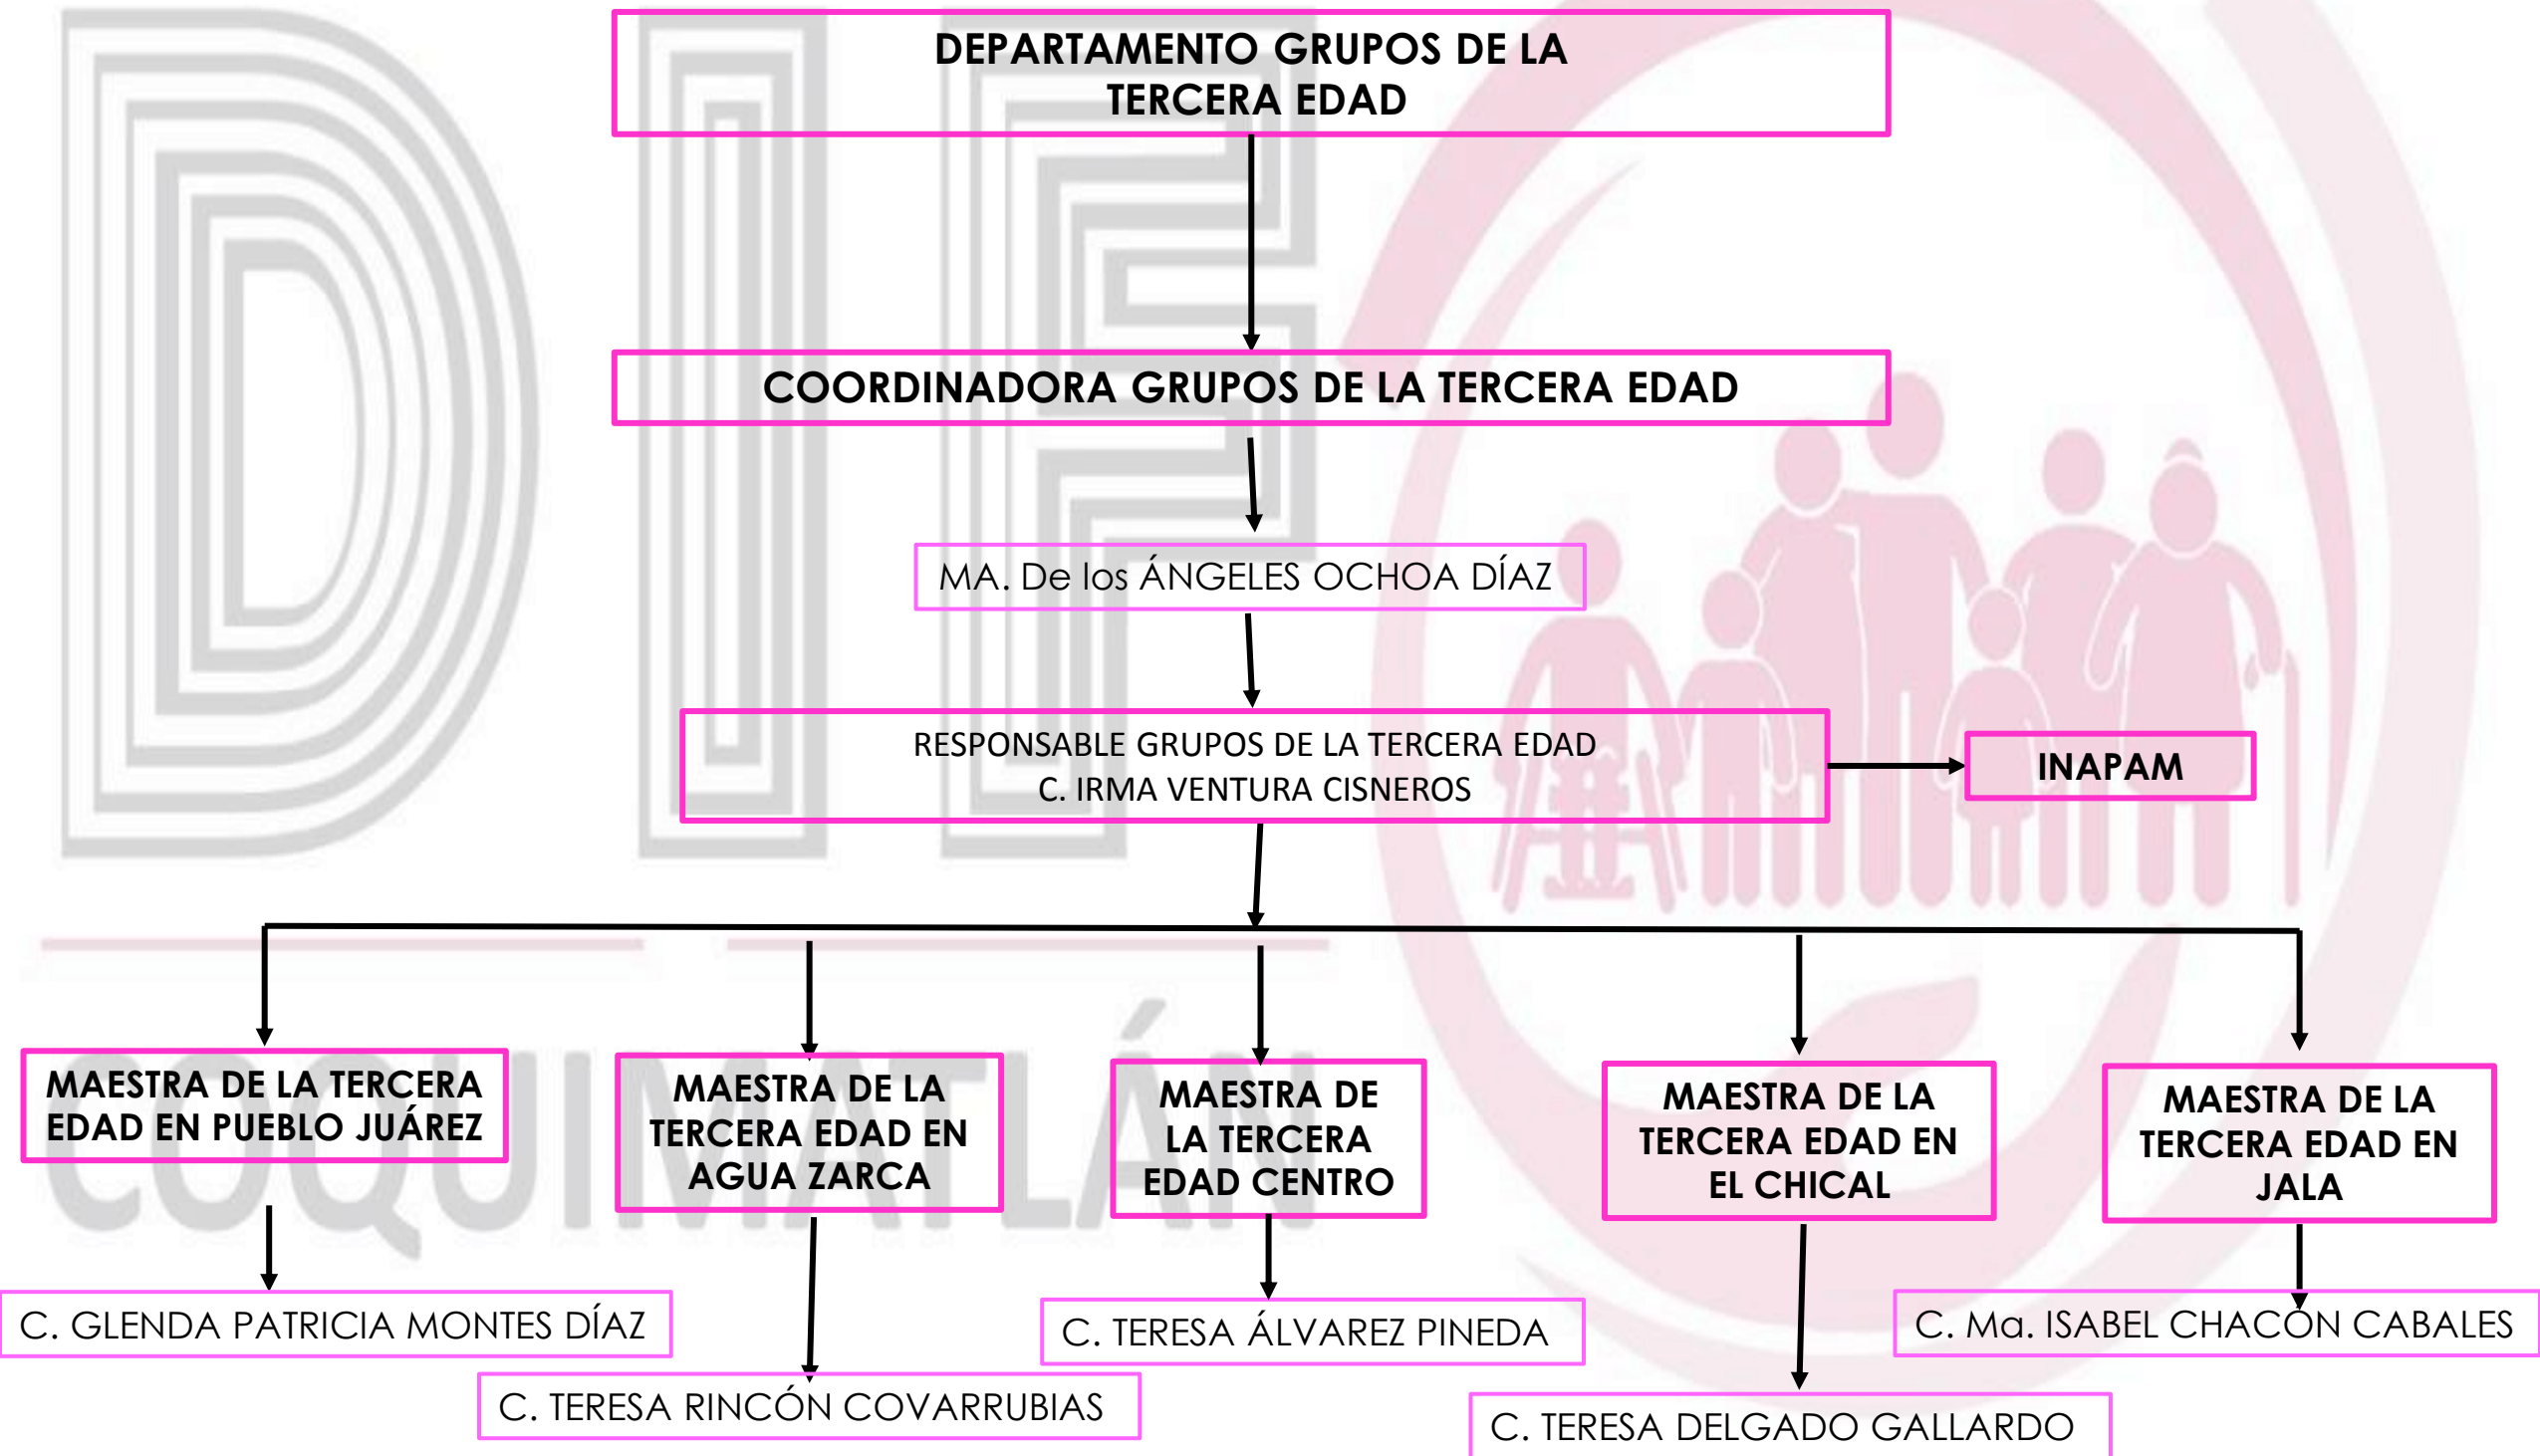 DEPARTAMENTO GRUPOS DE LA
TERCERA EDAD
COORDINADORA GRUPOS DE LA TERCERA EDAD
MA. De los ÁNGELES OCHOA DÍAZ
RESPONSABLE GRUPOS DE LA TERCERA EDAD
C. IRMA VENTURA CISNEROS
INAPAM
MAESTRA DE LA TERCERA
EDAD EN PUEBLO JUÁREZ
MAESTRA DE LA
TERCERA EDAD EN
AGUA ZARCA
MAESTRA DE
LA TERCERA
EDAD CENTRO
MAESTRA DE LA
TERCERA EDAD EN
EL CHICAL
MAESTRA DE LA
TERCERA EDAD EN
JALA
C. GLENDA PATRICIA MONTES DÍAZ
C. TERESA RINCÓN COVARRUBIAS
C. TERESA ÁLVAREZ PINEDA
C. TERESA DELGADO GALLARDO
C. Ma. ISABEL CHACÓN CABALES
DIF
COQUIMATLÁN